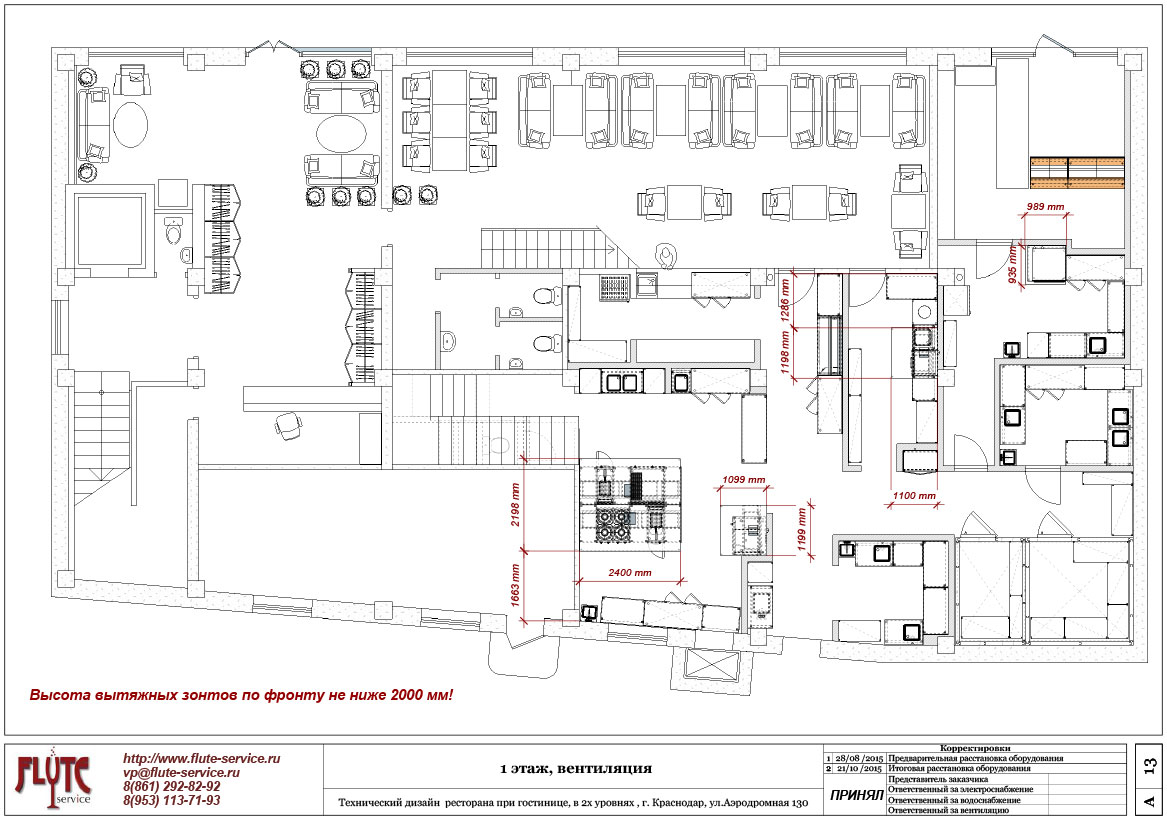 989 mm
935 mm
1286 mm
1198 mm
1099 mm
1100 mm
2198 mm
1199 mm
2400 mm
1663 mm
Высота вытяжных зонтов по фронту не ниже 2000 мм!
FLUTE
service
http://www.flute-service.ru
vp@flute-service.ru
8(861) 292-82-92
8(953) 113-71-93
1 этаж, вентиляция
Технический дизайн ресторана при гостинице, в 2х уровнях , г. Краснодар, ул.Аэродромная 130
Корректировки
1 28/08 /2015 Предварительная расстановка оборудования
2 21/10 /2015 Итоговая расстановка оборудования
ПРИНЯЛ
Представитель заказчика
Ответственный за электроснабжение
Ответственный за водоснабжение
Ответственный за вентиляцию
13
А